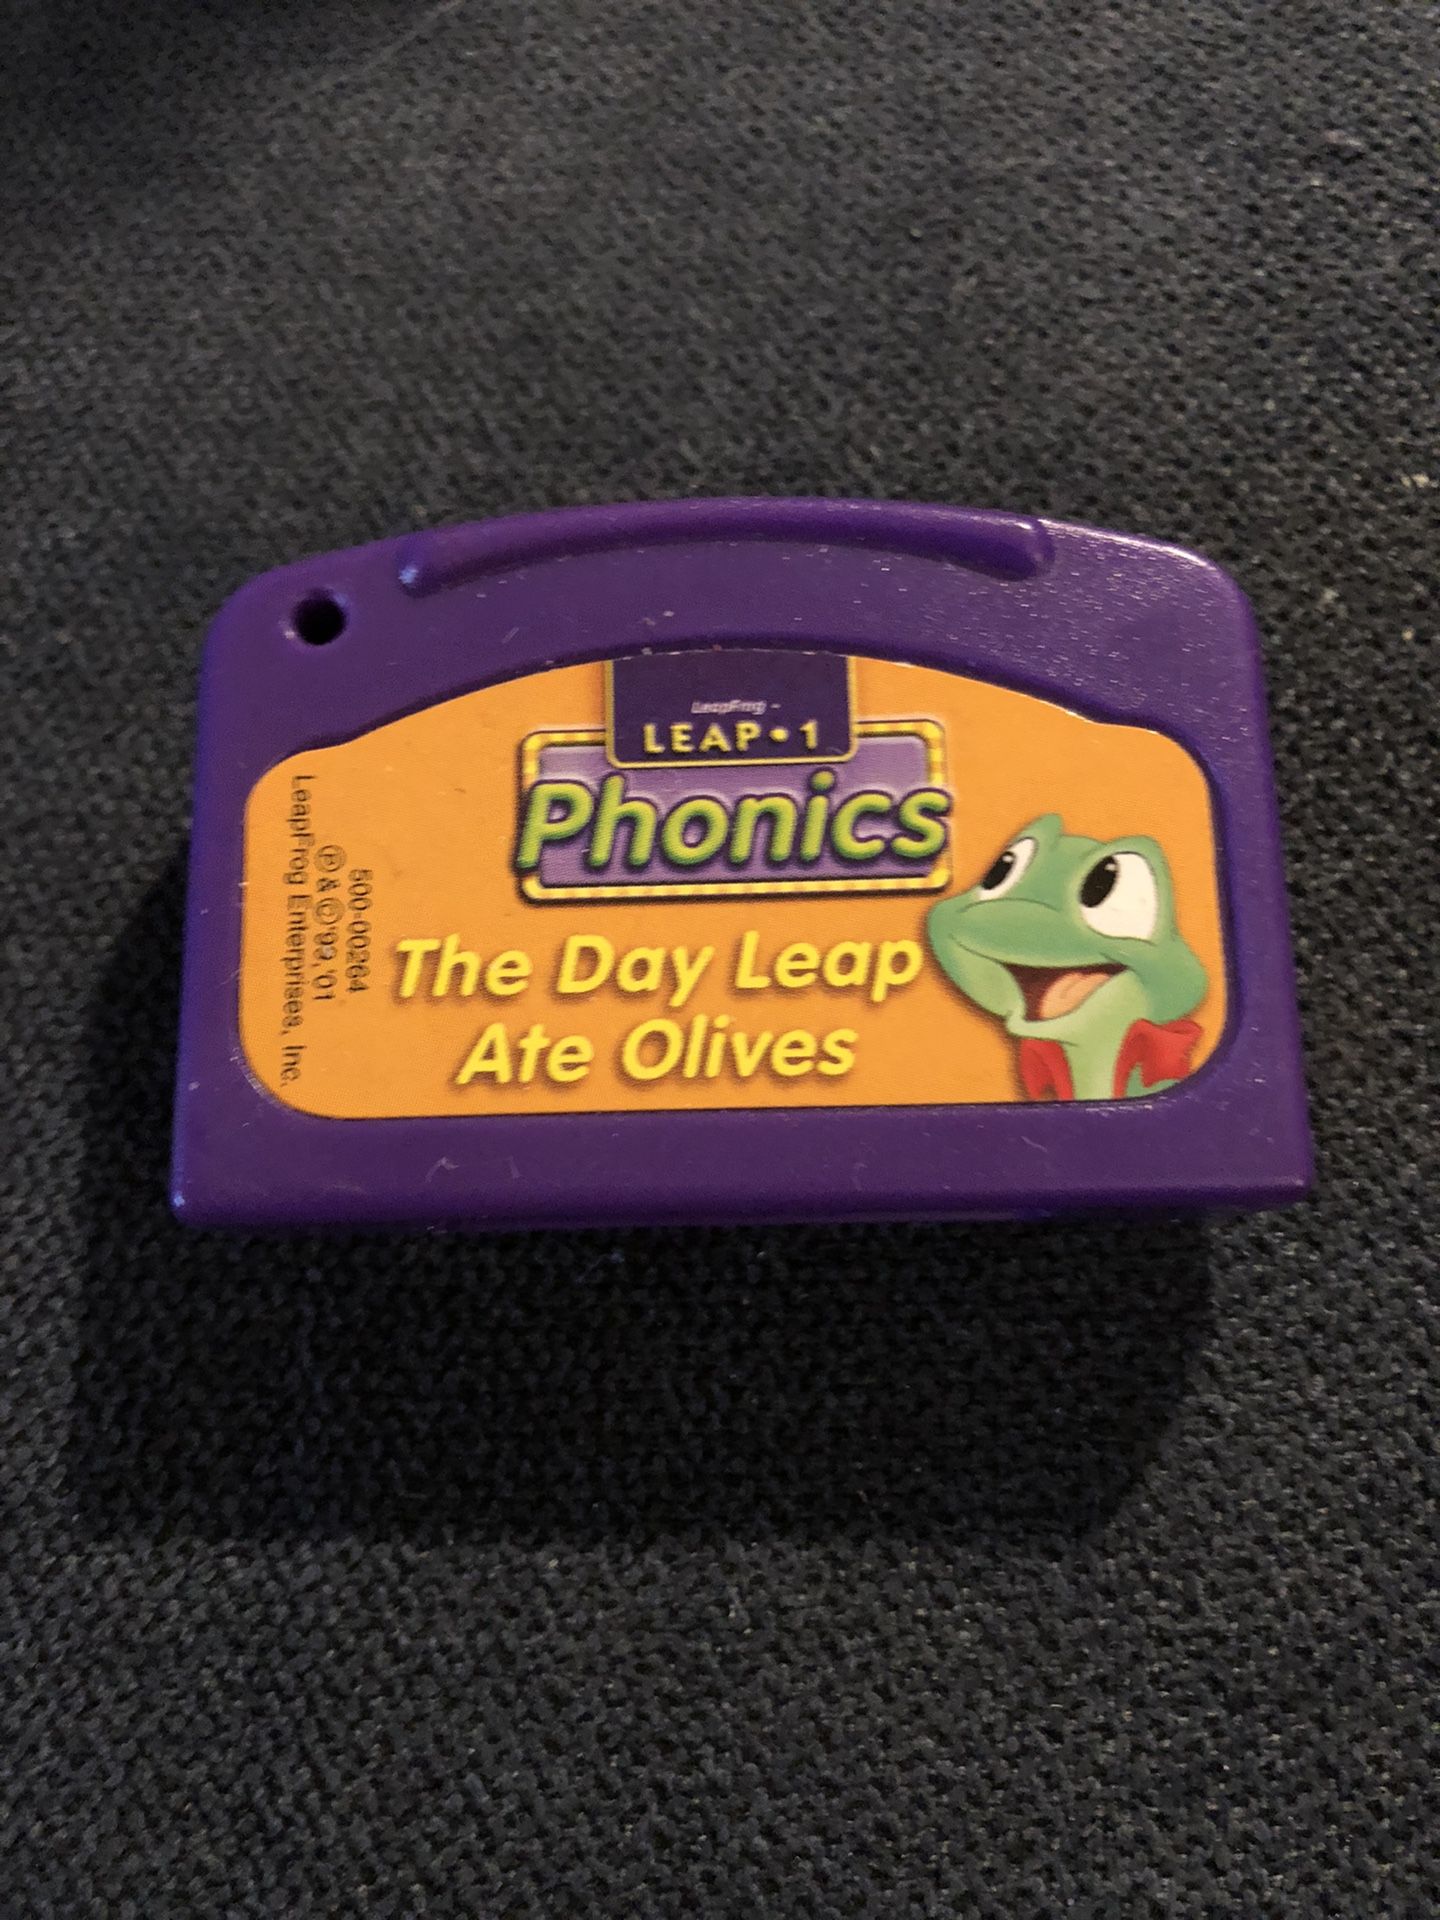 LeapFrog
LEAP•1
Phonics
The Day Leap
Ate Olives
500-00264
Ⓟ & © '99, '01
LeapFrog Enterprises, Inc.